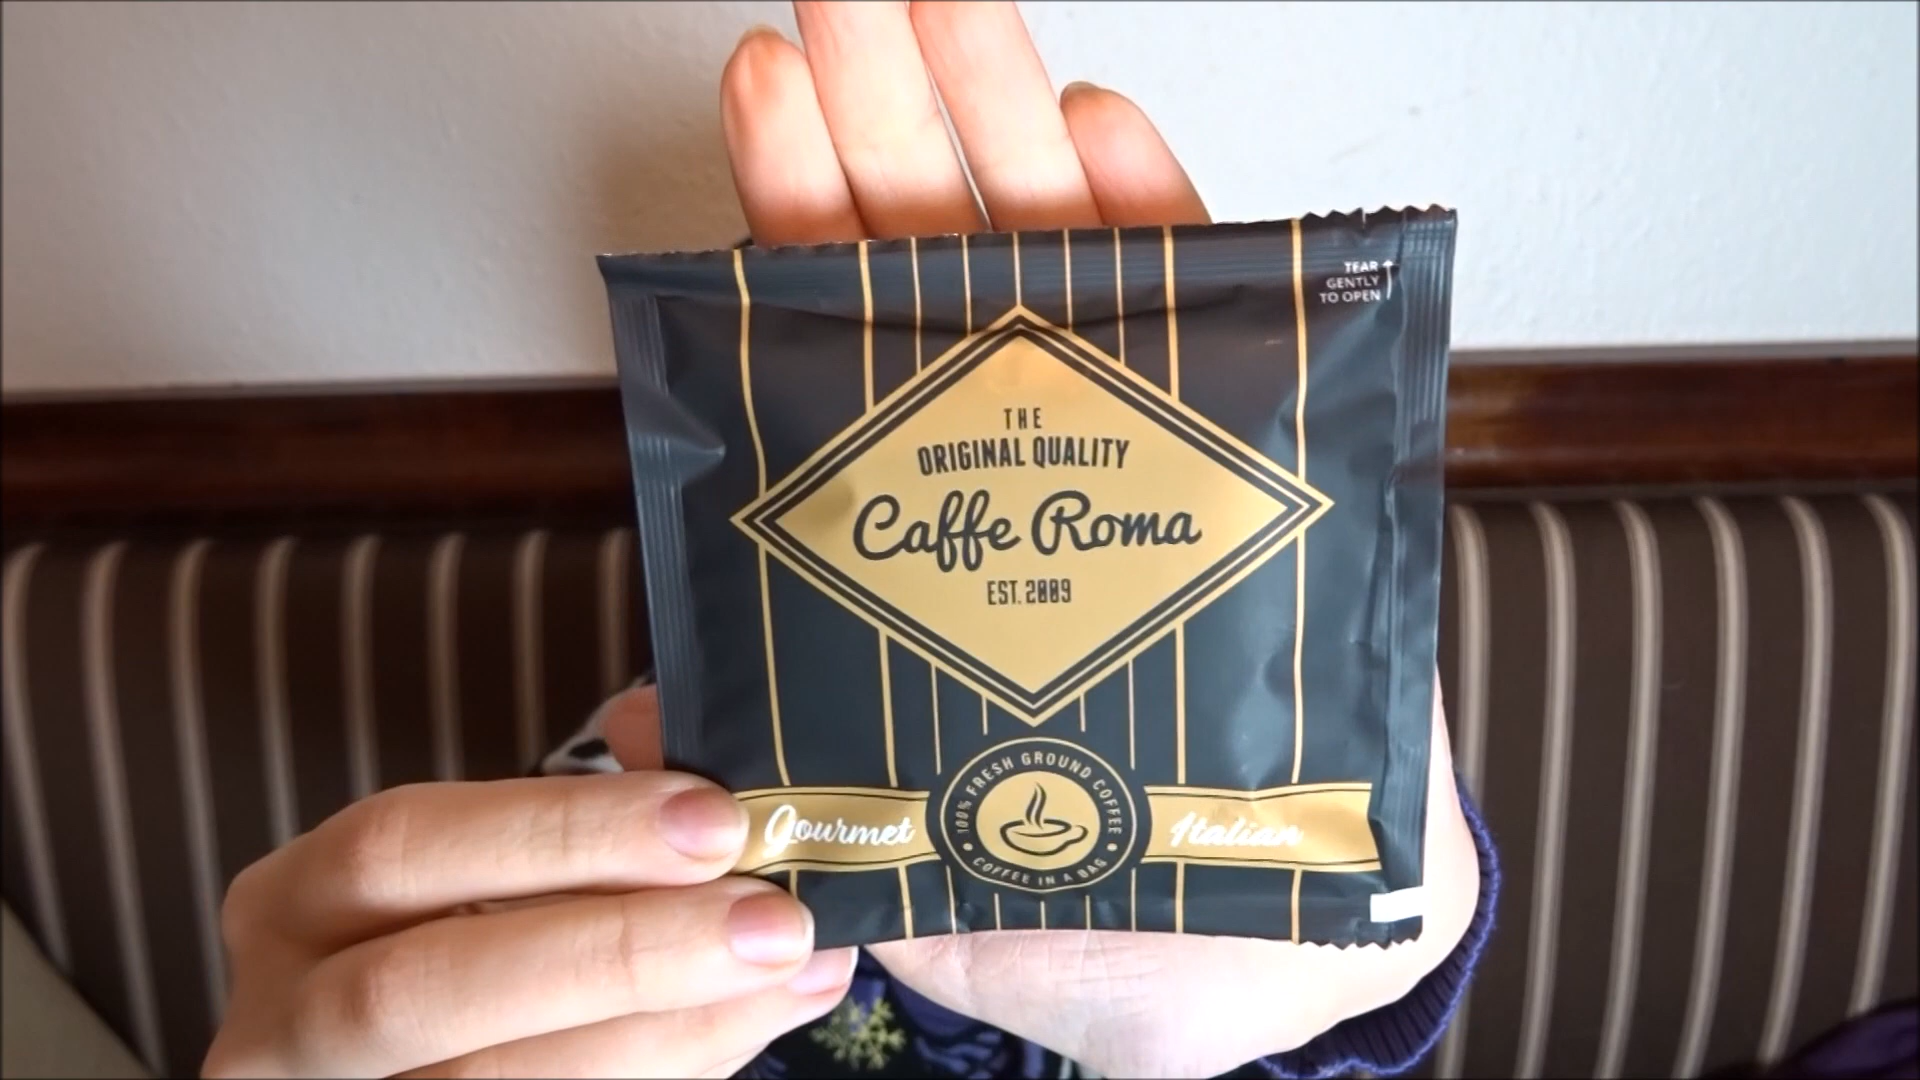 TEAR
GENTLY
TO OPEN
THE
ORIGINAL QUALITY
Caffe Roma
EST. 2009
Gourmet
100% FRESH GROUND COFFEE
COFFEE IN A BAG
Italian